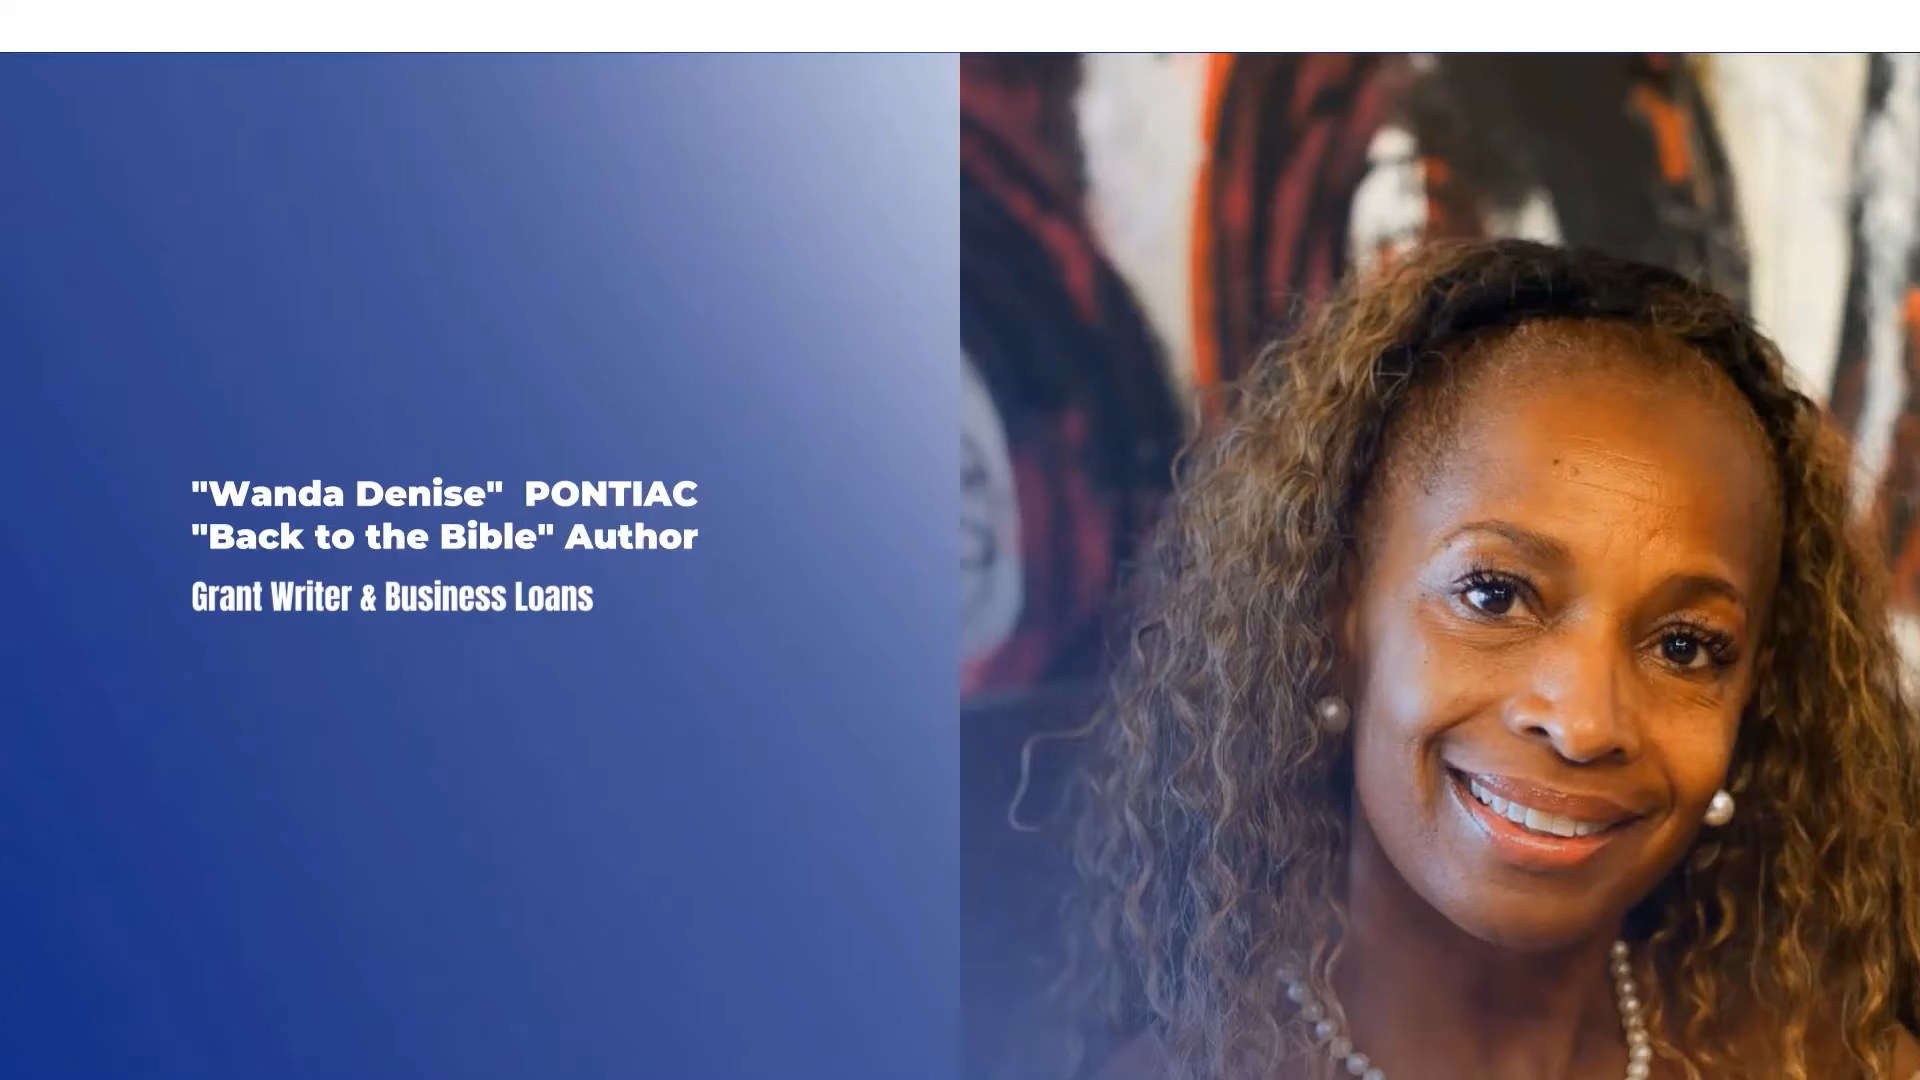 "Wanda Denise"  PONTIAC
"Back to the Bible" Author
Grant Writer & Business Loans